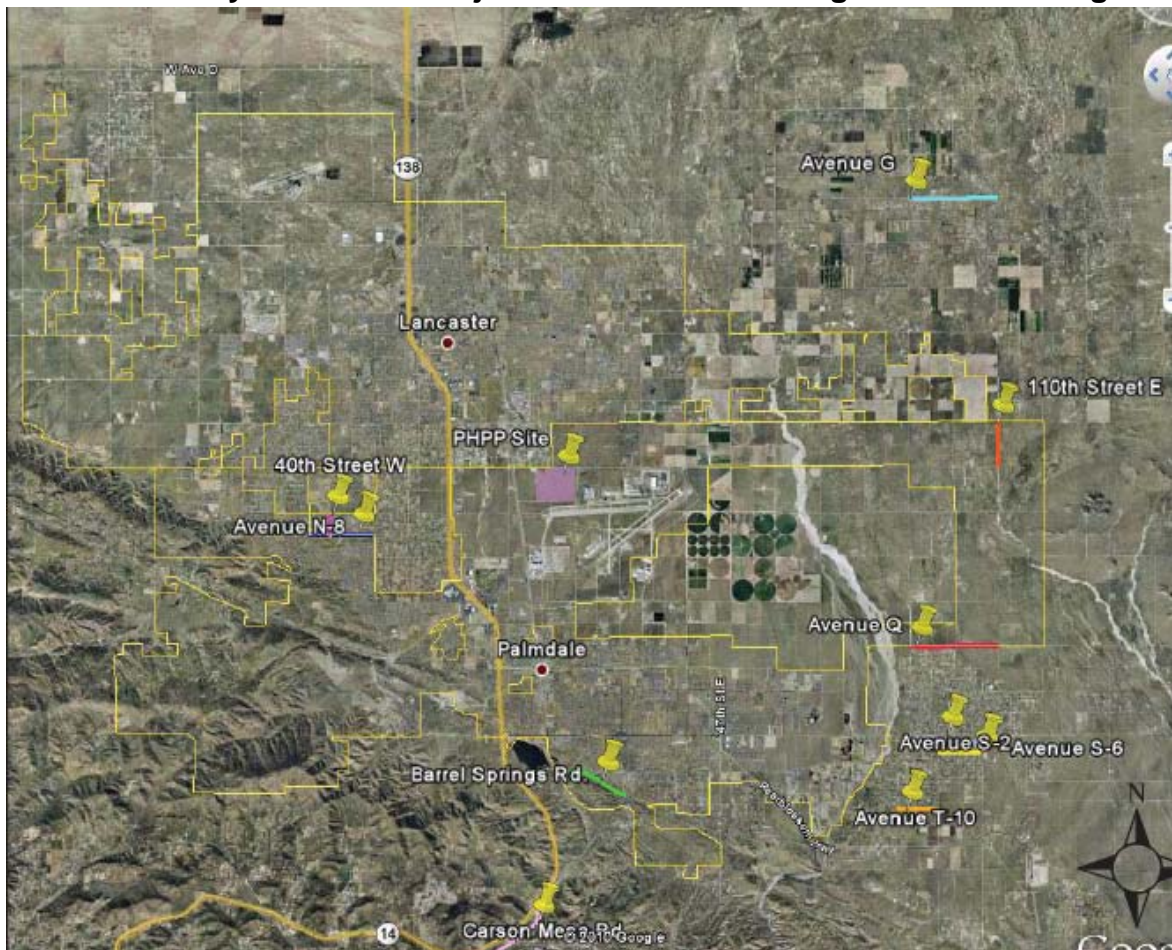 W Ave D
138
Avenue G
Lancaster
110th Street E
PHPP Site
40th Street W
Avenue N-8
Avenue Q
Palmdale
47th St E
Avenue S-2
Avenue S-6
Barrel Springs Rd
Avenue T-10
N
Carson Mesa Rd
© 2010 Google
14